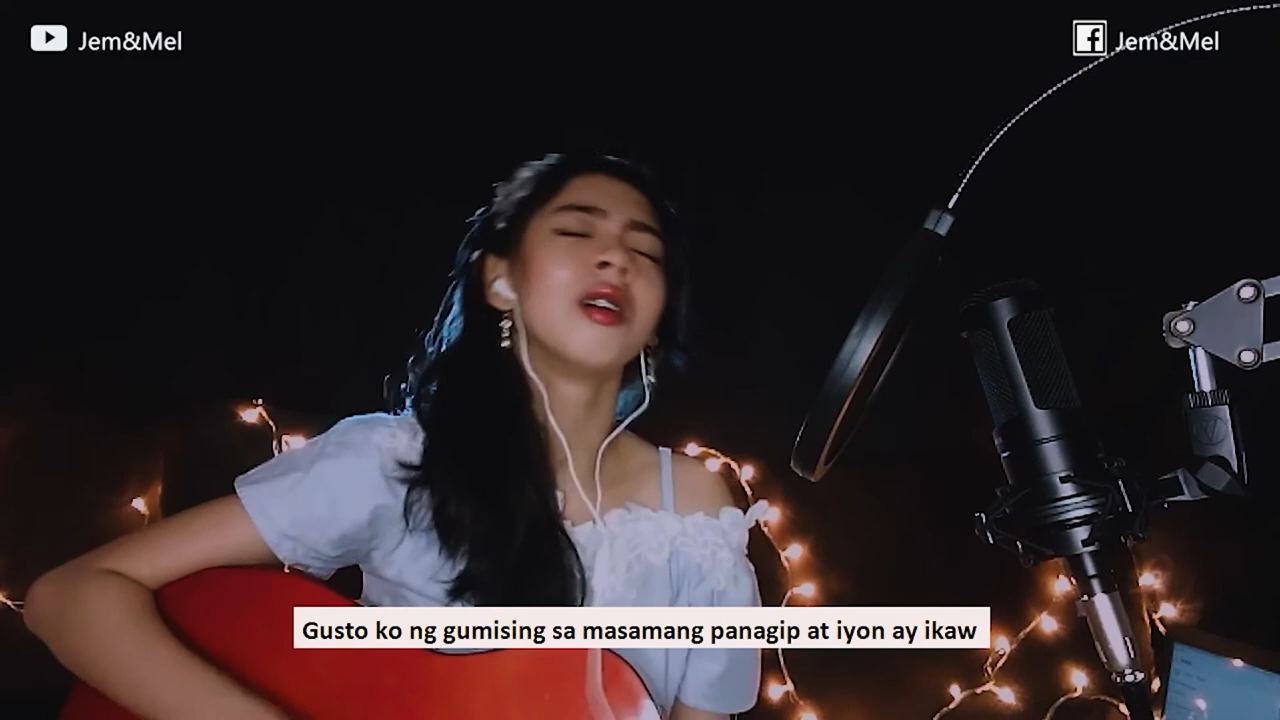 Jem&Mel
Jem&Mel
Gusto ko ng gumising sa masamang panagip at iyon ay ikaw